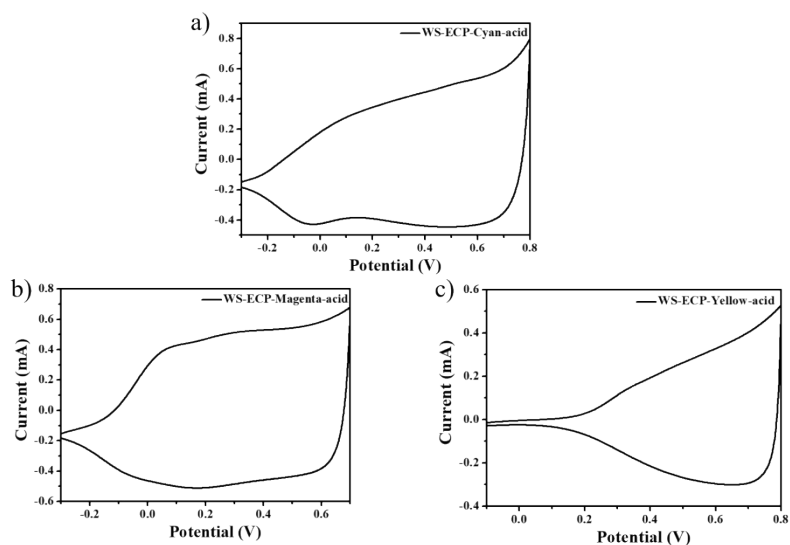 a)
WS-ECP-Cyan-acid
0.8
0.6
0.4
0.2
0.0
-0.2
-0.4
Current (mA)
-0.2 0.0 0.2 0.4 0.6 0.8
Potential (V)
b)
WS-ECP-Magenta-acid
0.8
0.6
0.4
0.2
0.0
-0.2
-0.4
-0.6
Current (mA)
-0.2 0.0 0.2 0.4 0.6
Potential (V)
c)
WS-ECP-Yellow-acid
0.6
0.4
0.2
0.0
-0.2
-0.4
Current (mA)
0.0 0.2 0.4 0.6 0.8
Potential (V)